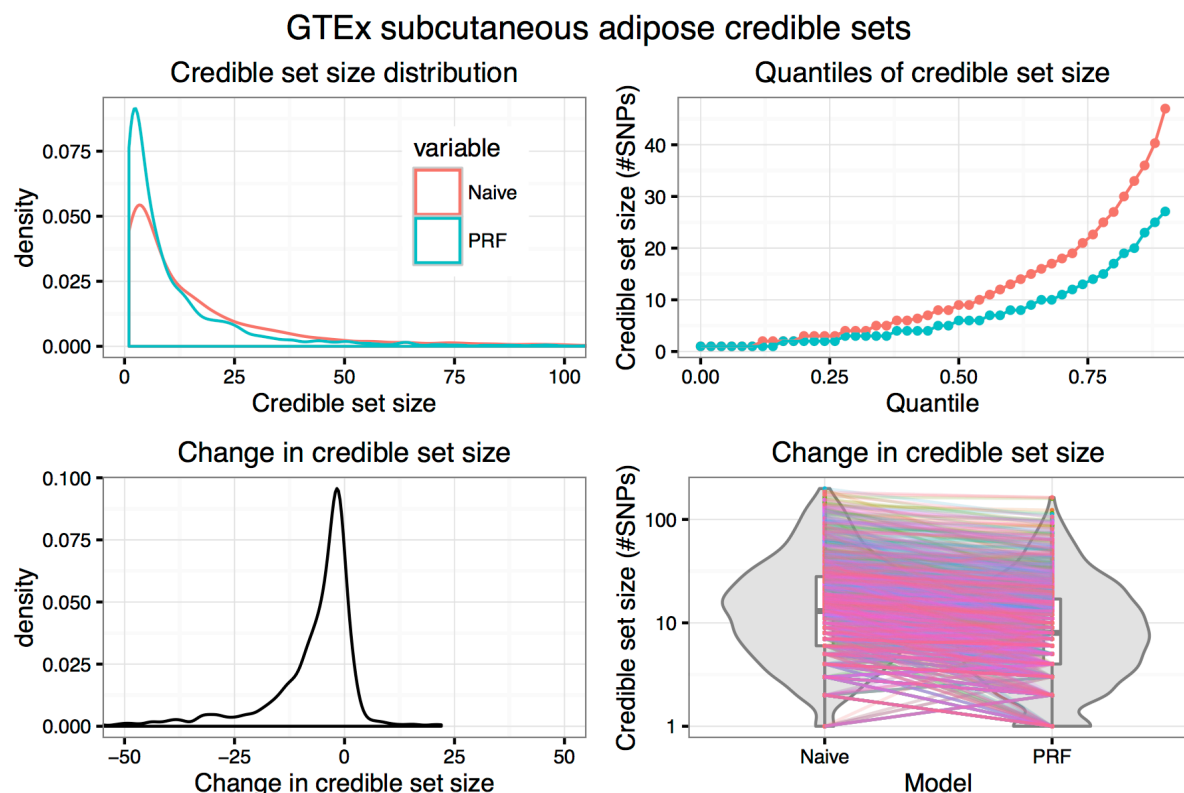 GTEx subcutaneous adipose credible sets
Credible set size distribution
density
0.075
0.050
0.025
0.000
variable
Naive
PRF
0
25
50
75
100
Credible set size
Quantiles of credible set size
Credible set size (#SNPs)
40
30
20
10
0
0.00
0.25
0.50
0.75
Quantile
Change in credible set size
density
0.100
0.075
0.050
0.025
0.000
−50
−25
0
25
50
Change in credible set size
Change in credible set size
Credible set size (#SNPs)
100
10
1
Naive
PRF
Model